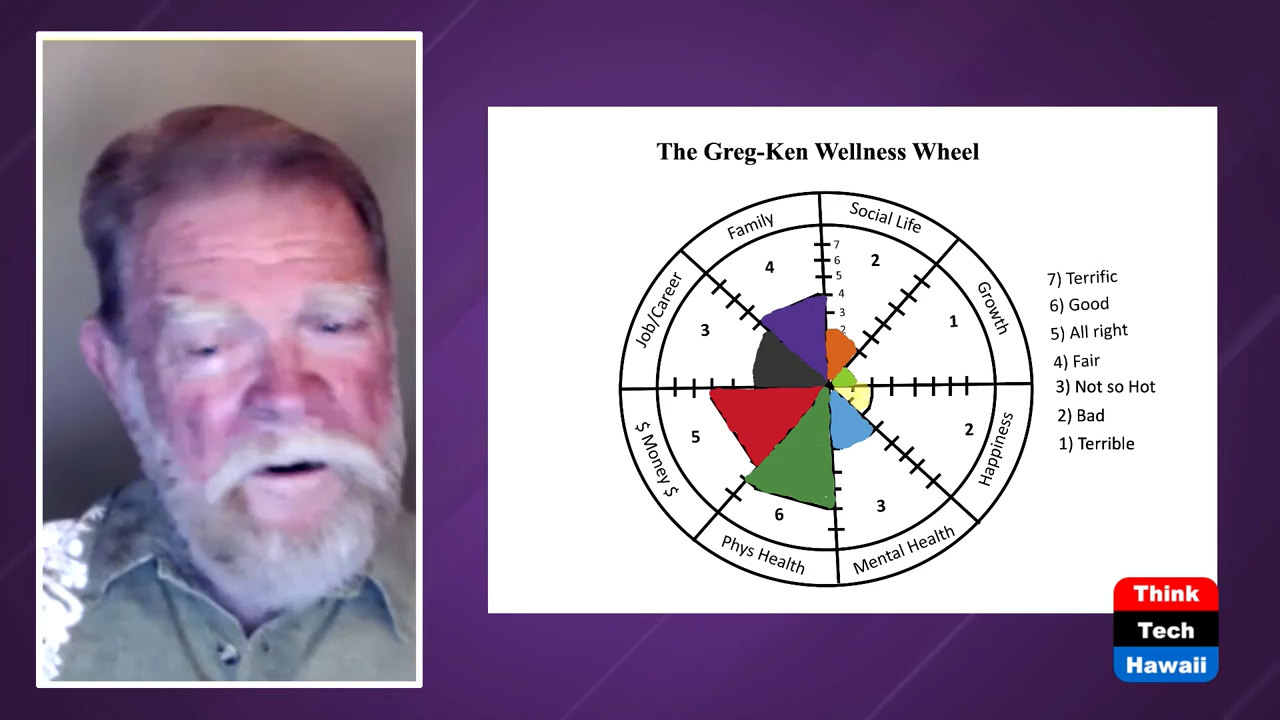 The Greg-Ken Wellness Wheel
Family
Social Life
Growth
Happiness
Mental Health
Phys Health
$ Money $
Job/Career
4
2
1
2
3
6
5
3
7
6
5
4
3
2
7) Terrific
6) Good
5) All right
4) Fair
3) Not so Hot
2) Bad
1) Terrible
Think
Tech
Hawaii